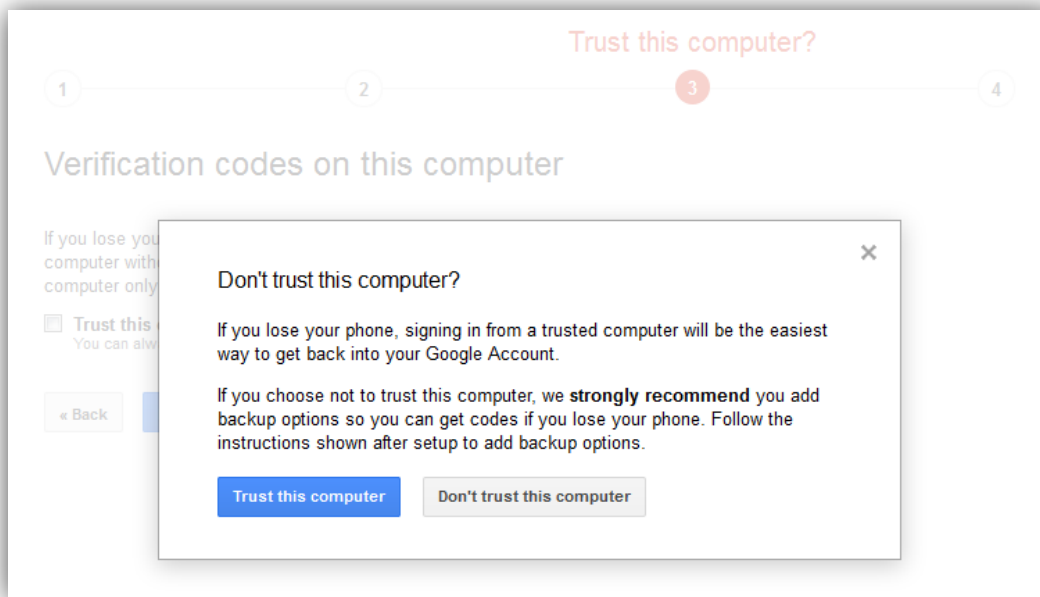 Trust this computer?
1 2 3 4
Verification codes on this computer
If you lose you
computer with
computer only
Trust this
You can alw
« Back
×
Don't trust this computer?
If you lose your phone, signing in from a trusted computer will be the easiest
way to get back into your Google Account.
If you choose not to trust this computer, we strongly recommend you add
backup options so you can get codes if you lose your phone. Follow the
instructions shown after setup to add backup options.
Trust this computer Don't trust this computer